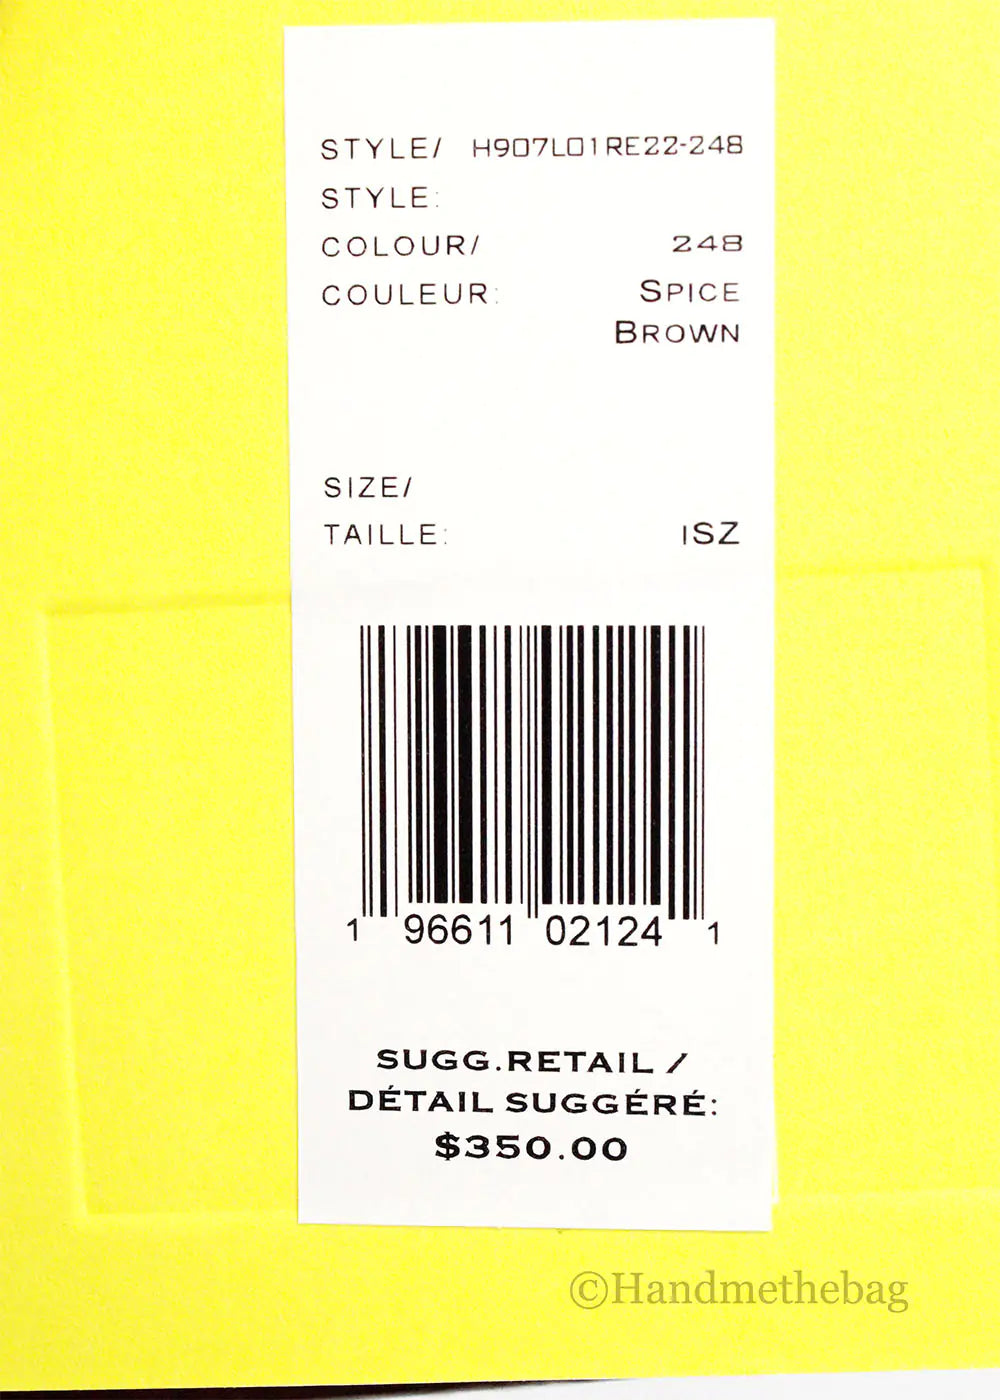 STYLE/ H907L01RE22-248
STYLE:
COLOUR/ 248
COULEUR: SPICE
BROWN
SIZE/
TAILLE: 1SZ
1 96611 02124 1
SUGG.RETAIL /
DÉTAIL SUGGÉRÉ:
$350.00
©Handmethebag